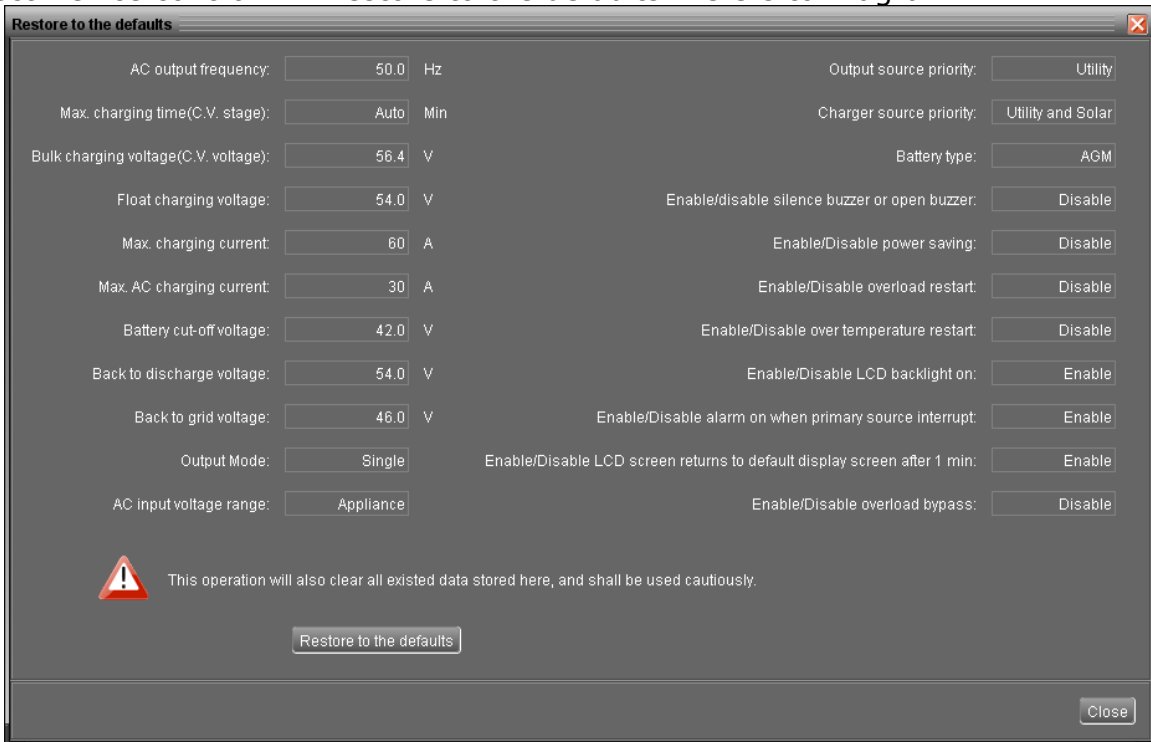 Restore to the defaults
AC output frequency: 50.0 Hz
Output source priority: Utility
Max. charging time(C.V. stage): Auto Min
Charger source priority: Utility and Solar
Bulk charging voltage(C.V. voltage): 56.4 V
Battery type: AGM
Float charging voltage: 54.0 V
Enable/disable silence buzzer or open buzzer: Disable
Max. charging current: 60 A
Enable/Disable power saving: Disable
Max. AC charging current: 30 A
Enable/Disable overload restart: Disable
Battery cut-off voltage: 42.0 V
Enable/Disable over temperature restart: Disable
Back to discharge voltage: 54.0 V
Enable/Disable LCD backlight on: Enable
Back to grid voltage: 46.0 V
Enable/Disable alarm on when primary source interrupt: Enable
Output Mode: Single
Enable/Disable LCD screen returns to default display screen after 1 min: Enable
AC input voltage range: Appliance
Enable/Disable overload bypass: Disable
This operation will also clear all existed data stored here, and shall be used cautiously.
Restore to the defaults
Close